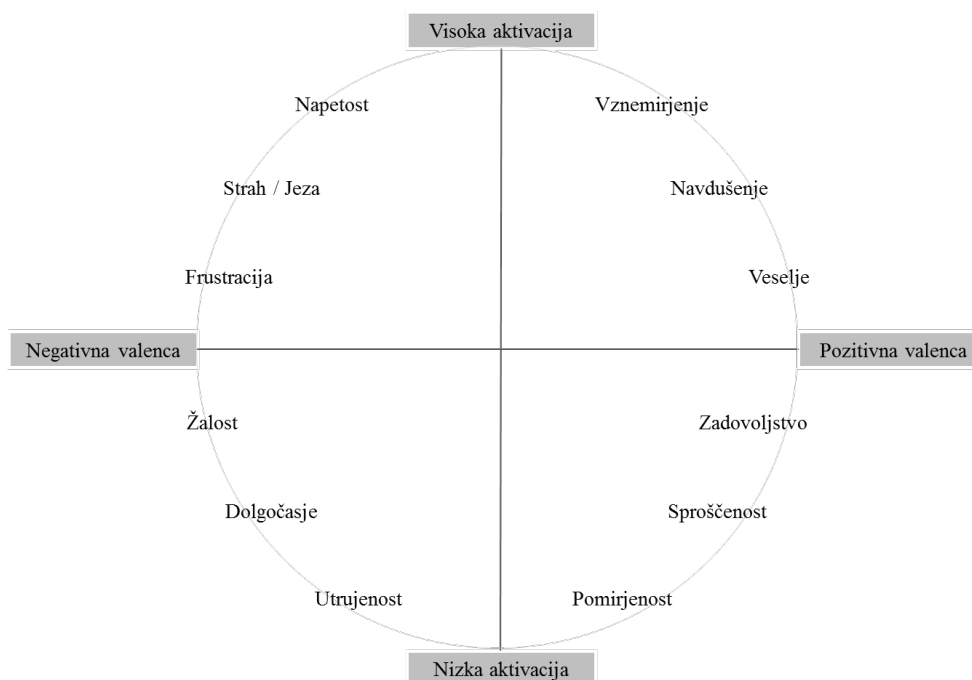 Visoka aktivacija
Napetost
Vznemirjenje
Strah / Jeza
Navdušenje
Frustracija
Veselje
Negativna valenca
Pozitivna valenca
Žalost
Zadovoljstvo
Dolgočasje
Sproščenost
Utrujenost
Pomirjenost
Nizka aktivacija